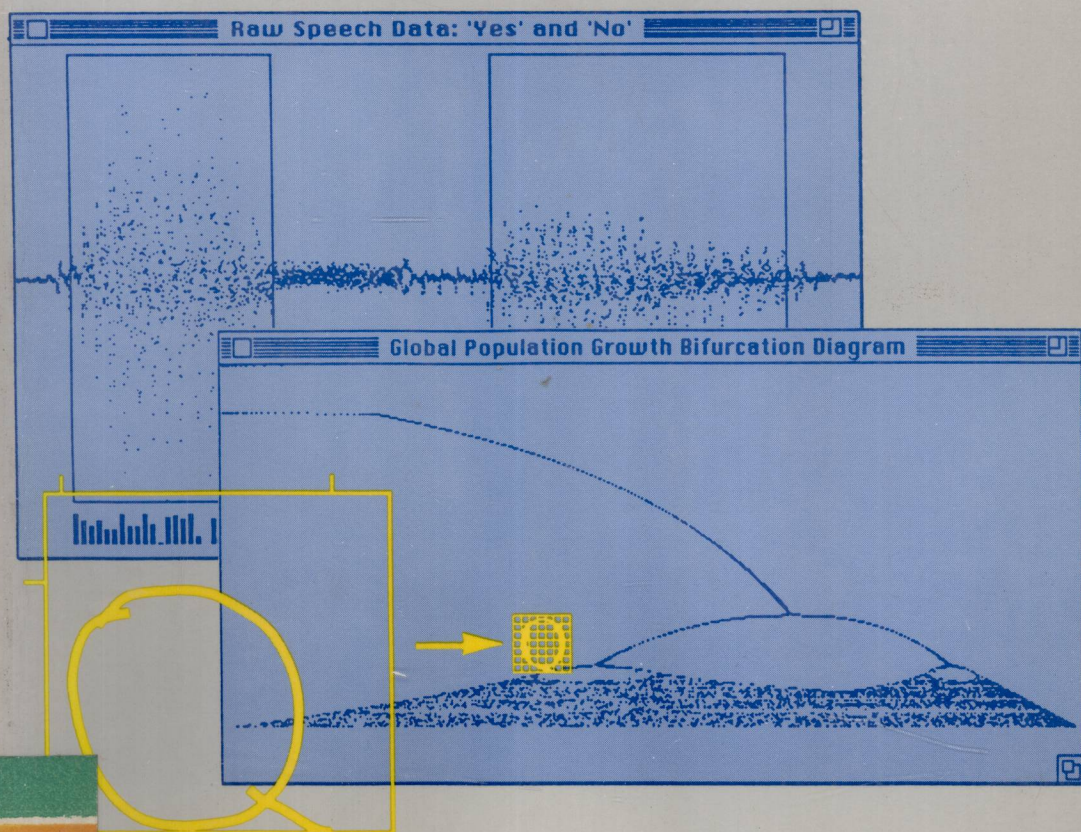 Raw Speech Data: 'Yes' and 'No'
Global Population Growth Bifurcation Diagram
Q